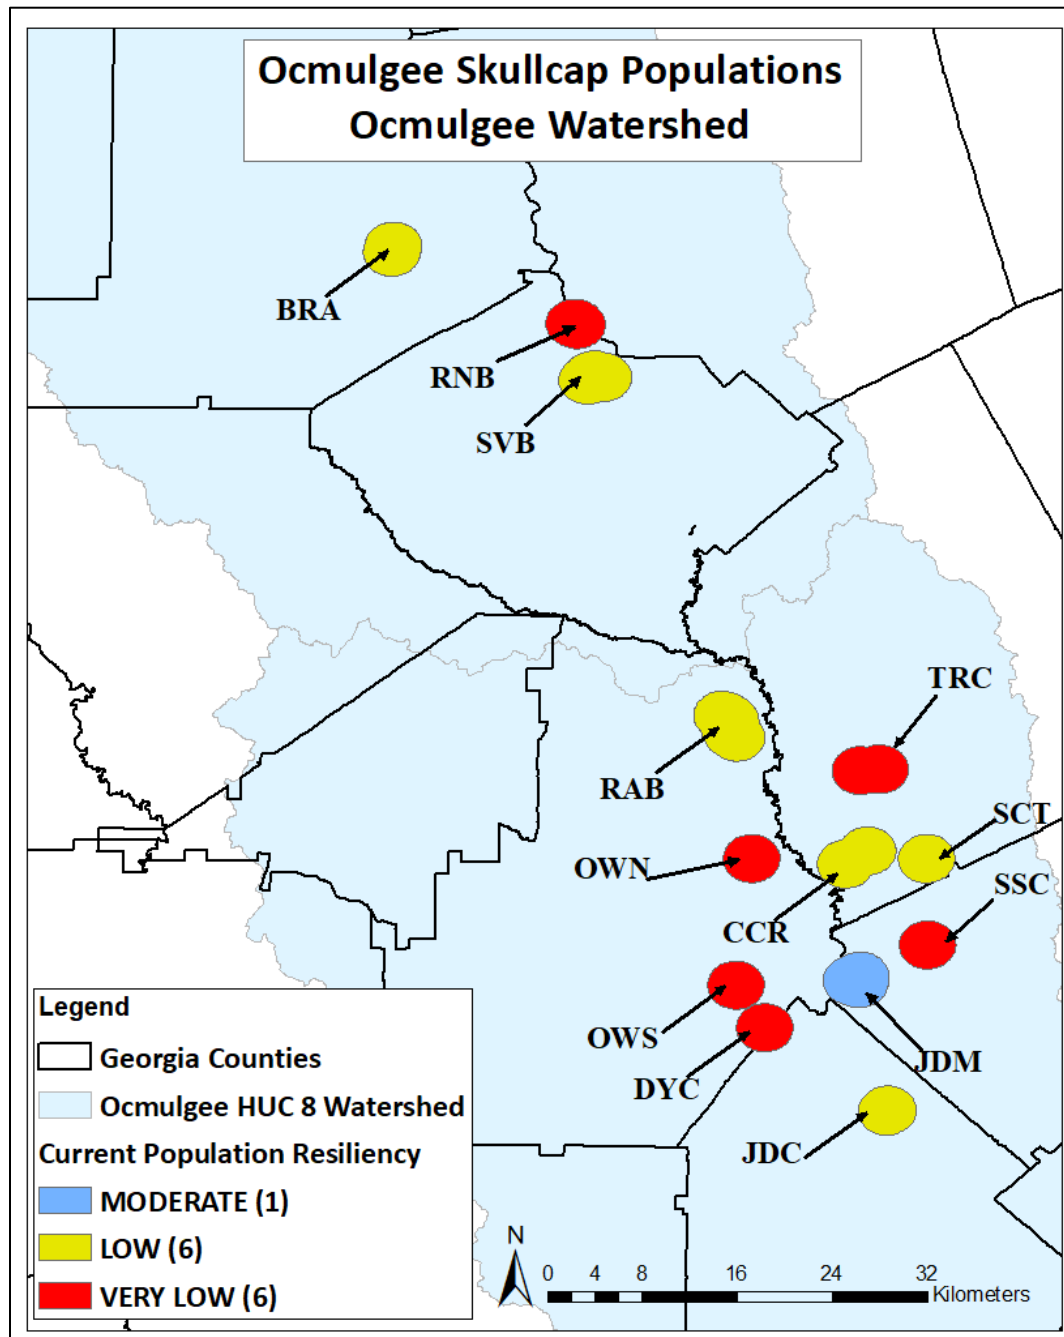 Ocmulgee Skullcap Populations
Ocmulgee Watershed
BRA
RNB
SVB
TRC
RAB
SCT
OWN
SSC
CCR
OWS
JDM
DYC
JDC
Legend
Georgia Counties
Ocmulgee HUC 8 Watershed
Current Population Resiliency
MODERATE (1)
LOW (6)
VERY LOW (6)
N
0 4 8 16 24 32
Kilometers